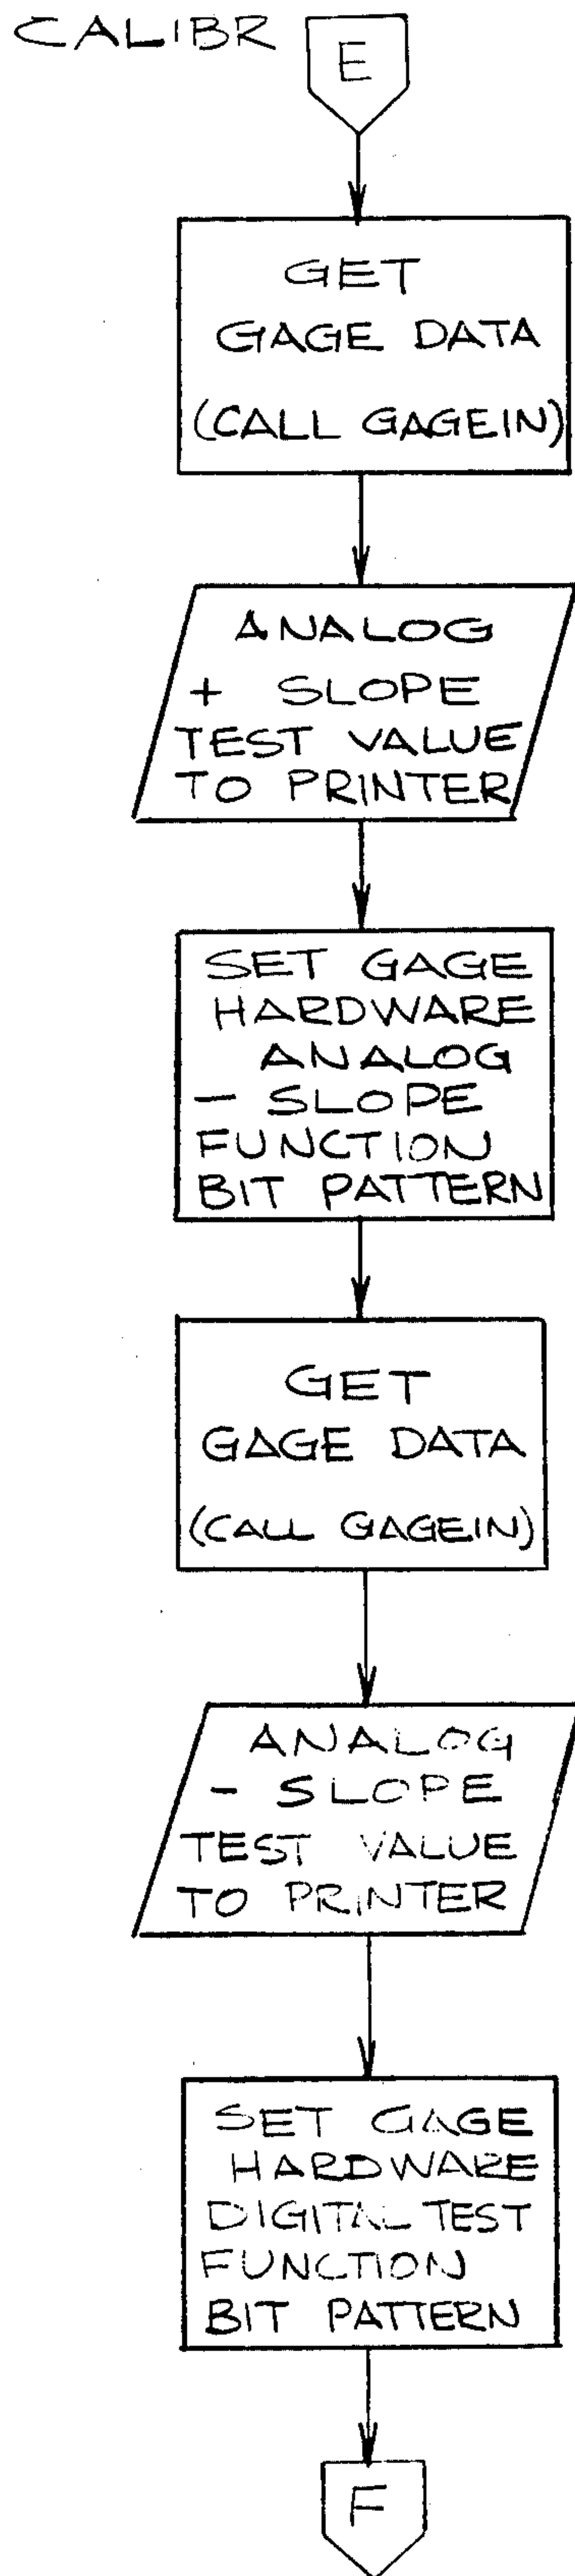 CALIBR E
GET
GAGE DATA
(CALL GAGEIN)
ANALOG
+ SLOPE
TEST VALUE
TO PRINTER
SET GAGE
HARDWARE
ANALOG
- SLOPE
FUNCTION
BIT PATTERN
GET
GAGE DATA
(CALL GAGEIN)
ANALOG
- SLOPE
TEST VALUE
TO PRINTER
SET GAGE
HARDWARE
DIGITAL TEST
FUNCTION
BIT PATTERN
F